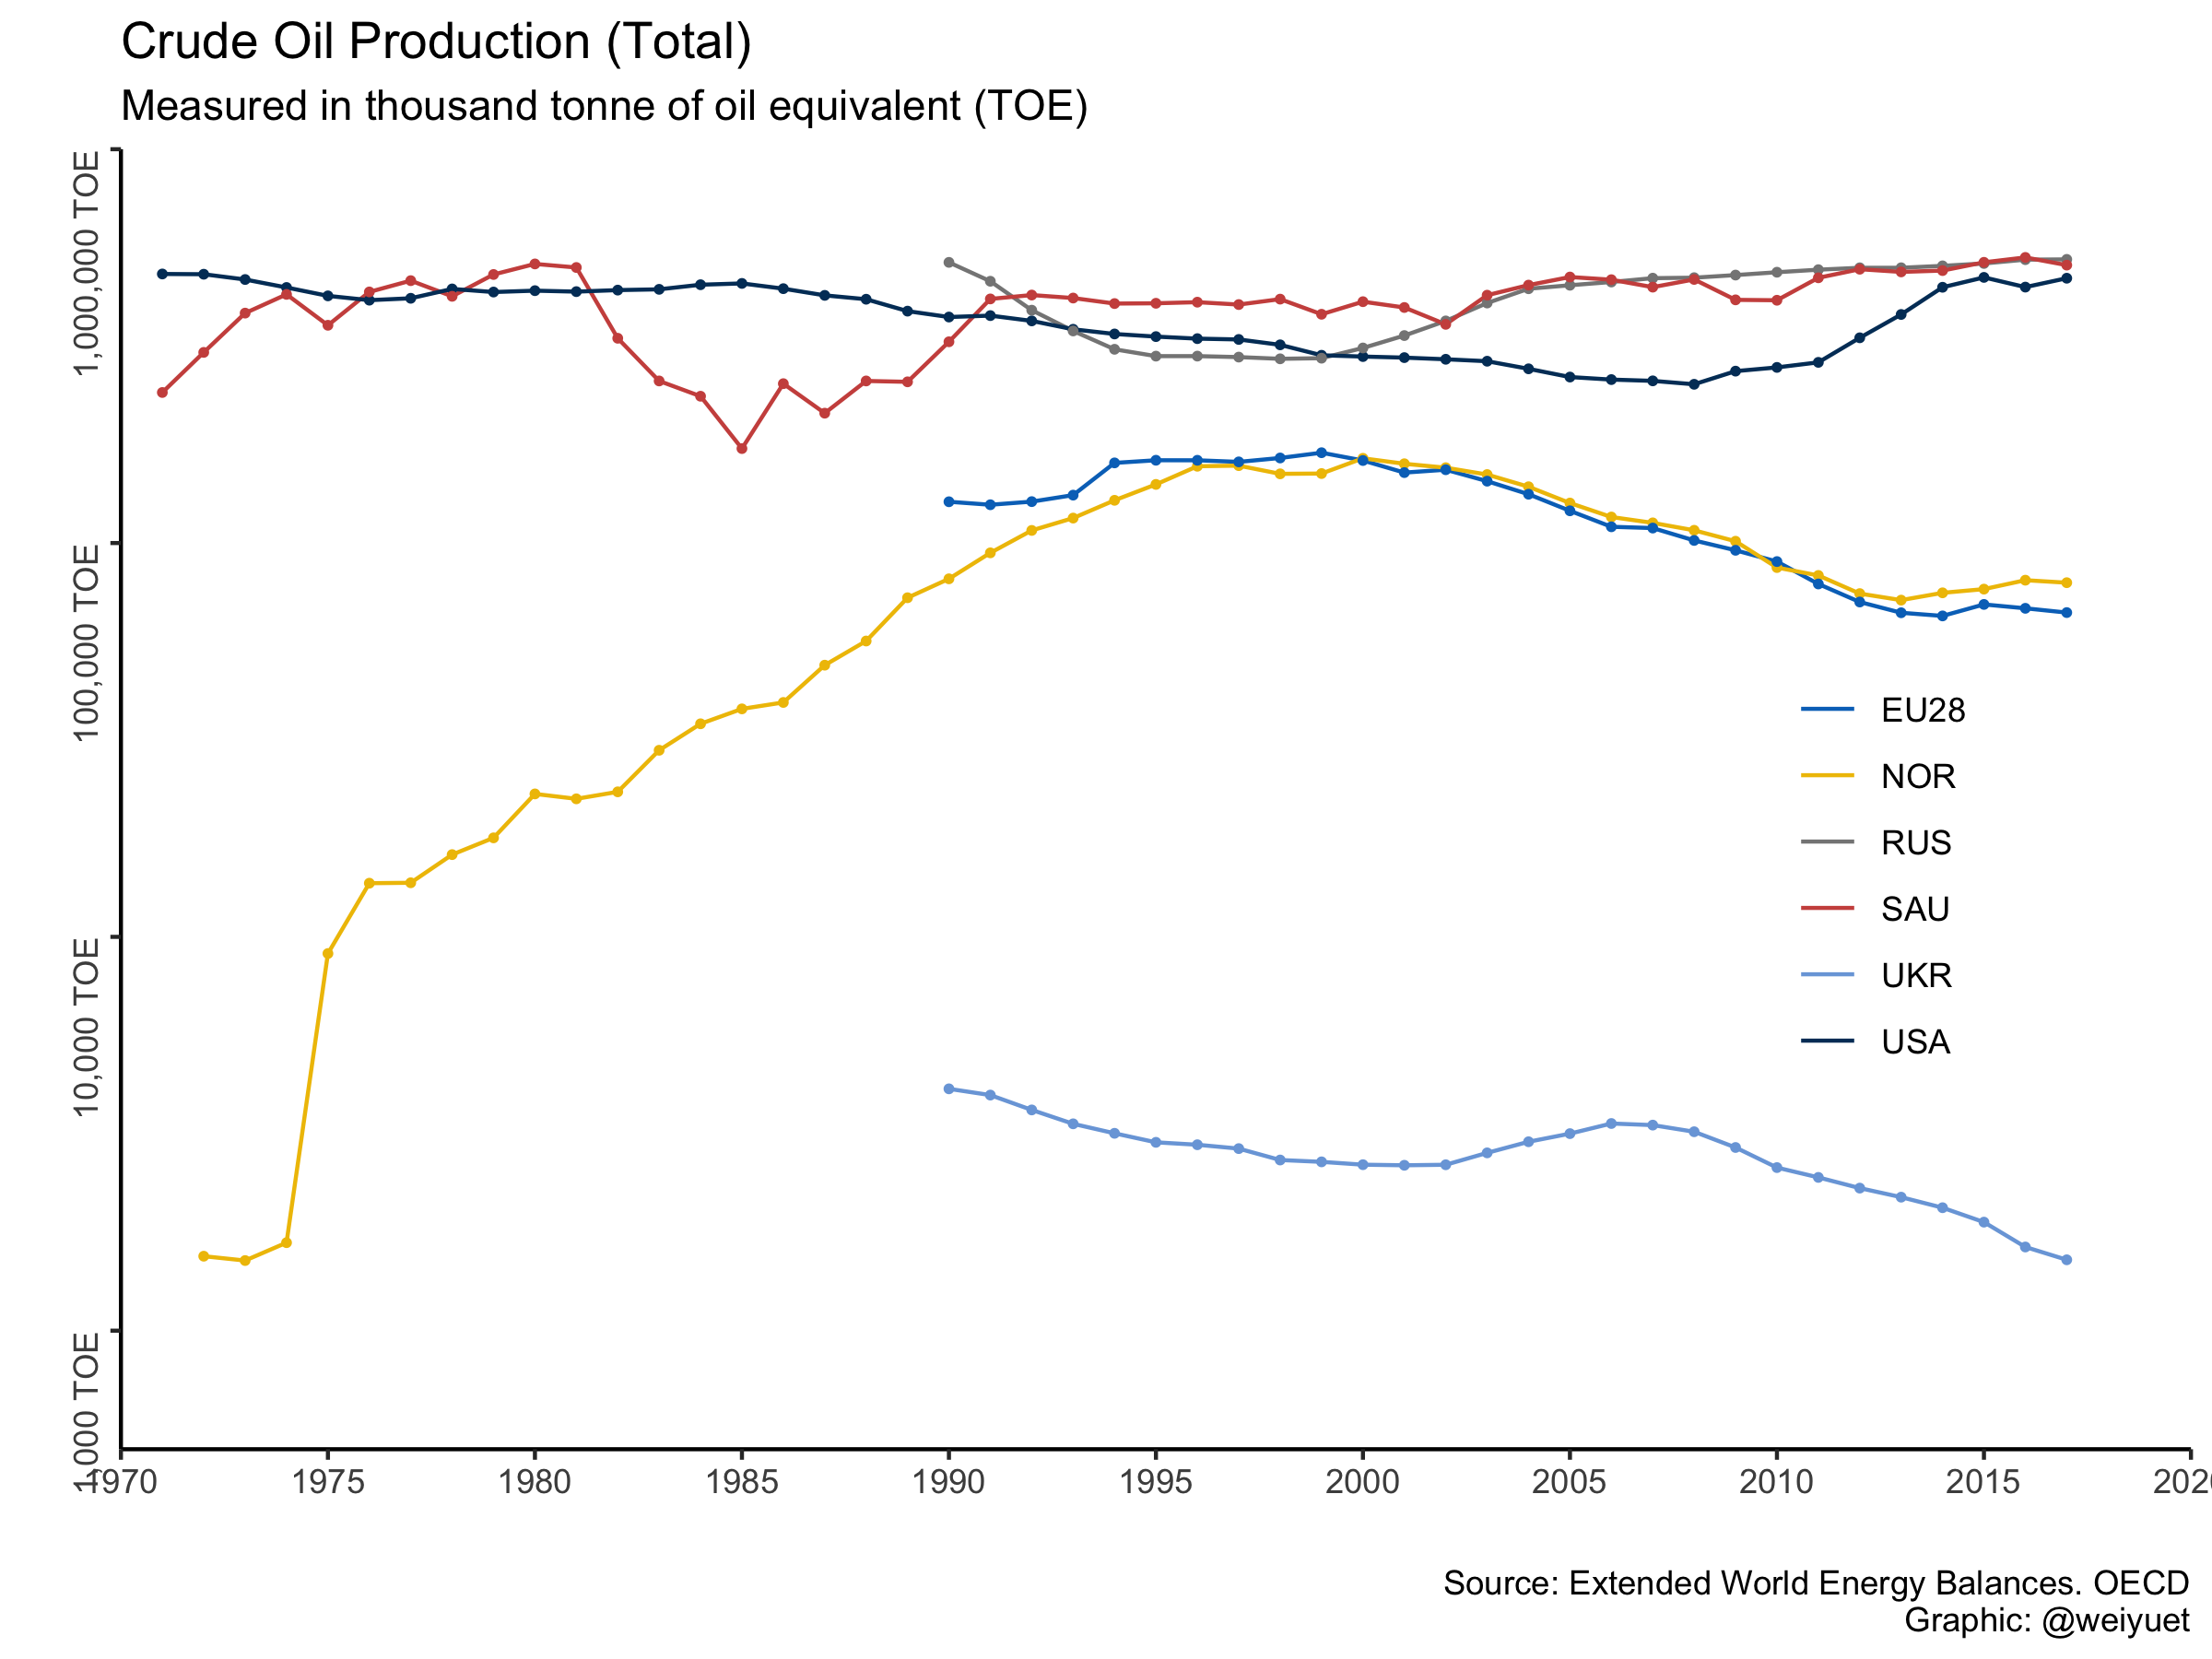 Crude Oil Production (Total)
Measured in thousand tonne of oil equivalent (TOE)
1,000,000 TOE
100,000 TOE
10,000 TOE
1,000 TOE
EU28
NOR
RUS
SAU
UKR
USA
1970 1975 1980 1985 1990 1995 2000 2005 2010 2015
Source: Extended World Energy Balances. OECD
Graphic: @weiyuet